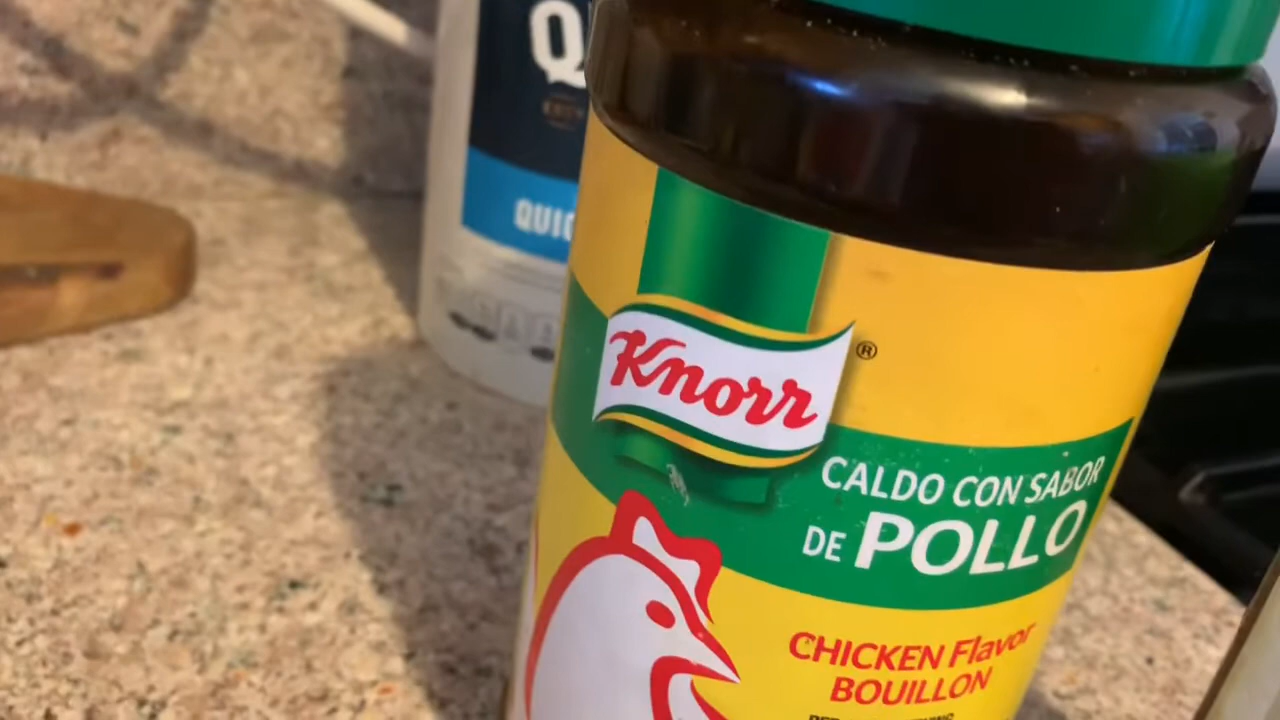 Q
QUIC
Knorr®
CALDO CON SABOR
DE POLLO
CHICKEN Flavor
BOUILLON